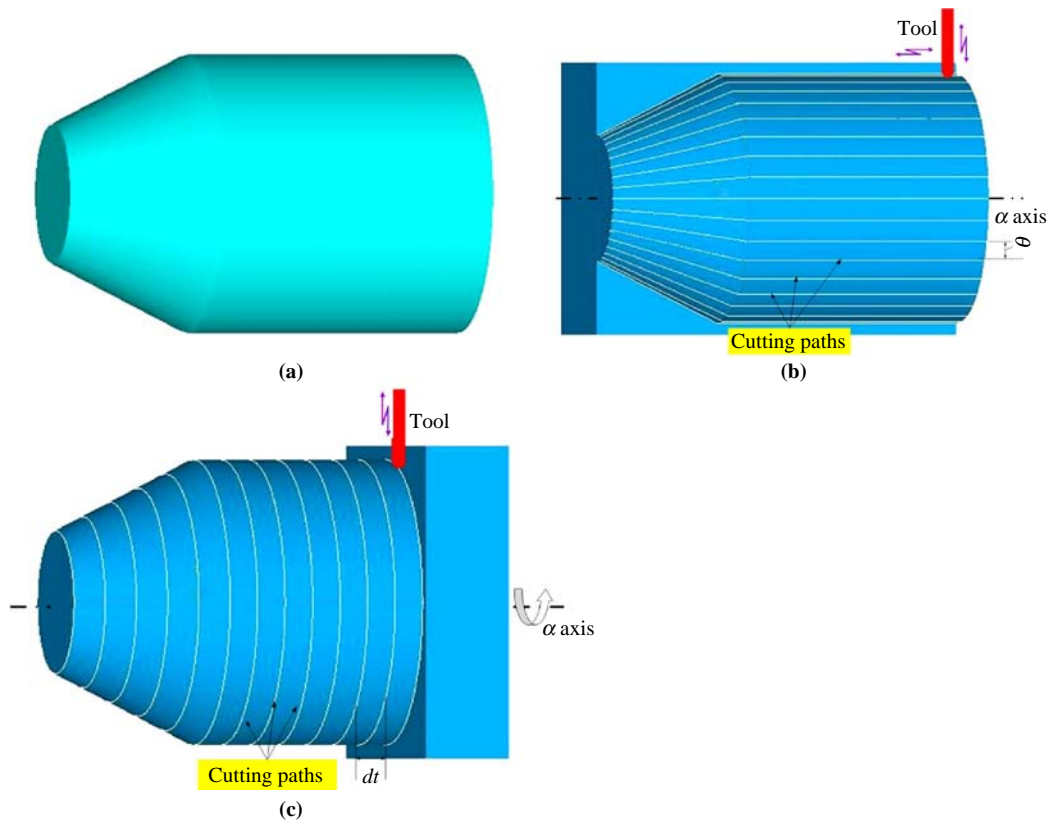 Tool
α axis
θ
Cutting paths
(a)
(b)
Tool
α axis
Cutting paths
dt
(c)